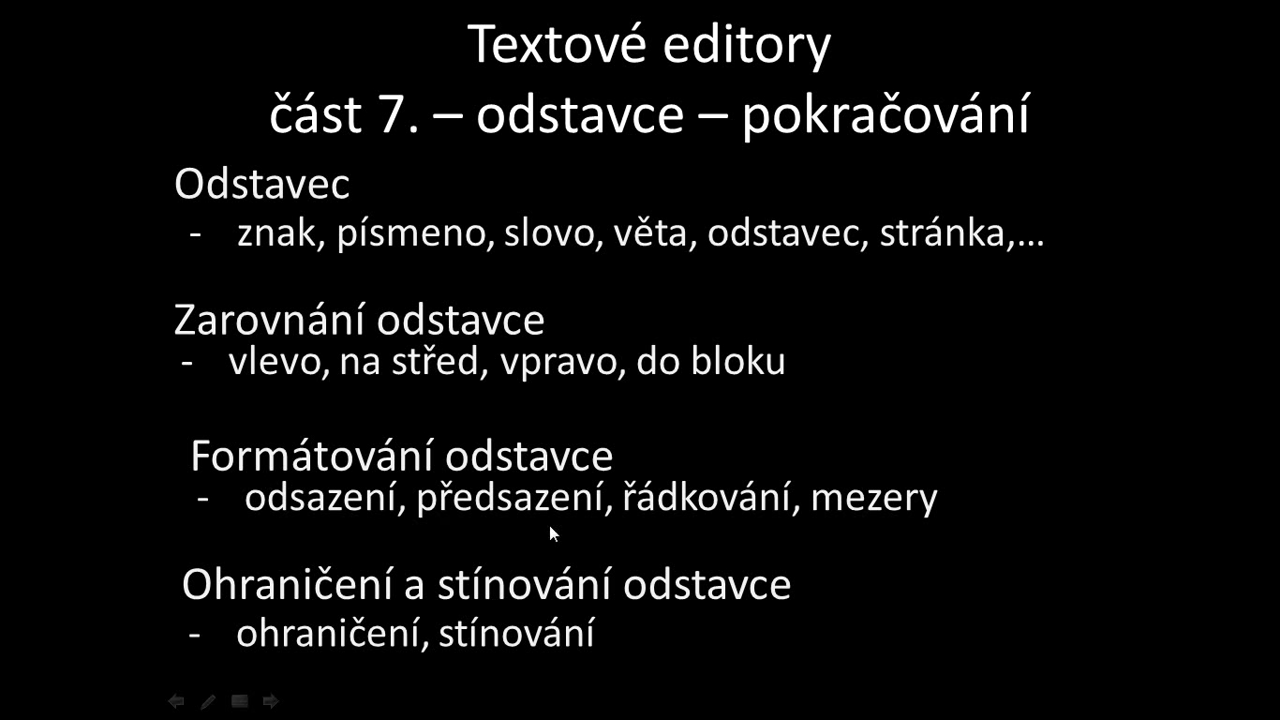 Textové editory
část 7. – odstavce – pokračování
Odstavec
- znak, písmeno, slovo, věta, odstavec, stránka,...
Zarovnání odstavce
- vlevo, na střed, vpravo, do bloku
Formátování odstavce
- odsazení, předsazení, řádkování, mezery
Ohraničení a stínování odstavce
- ohraničení, stínování